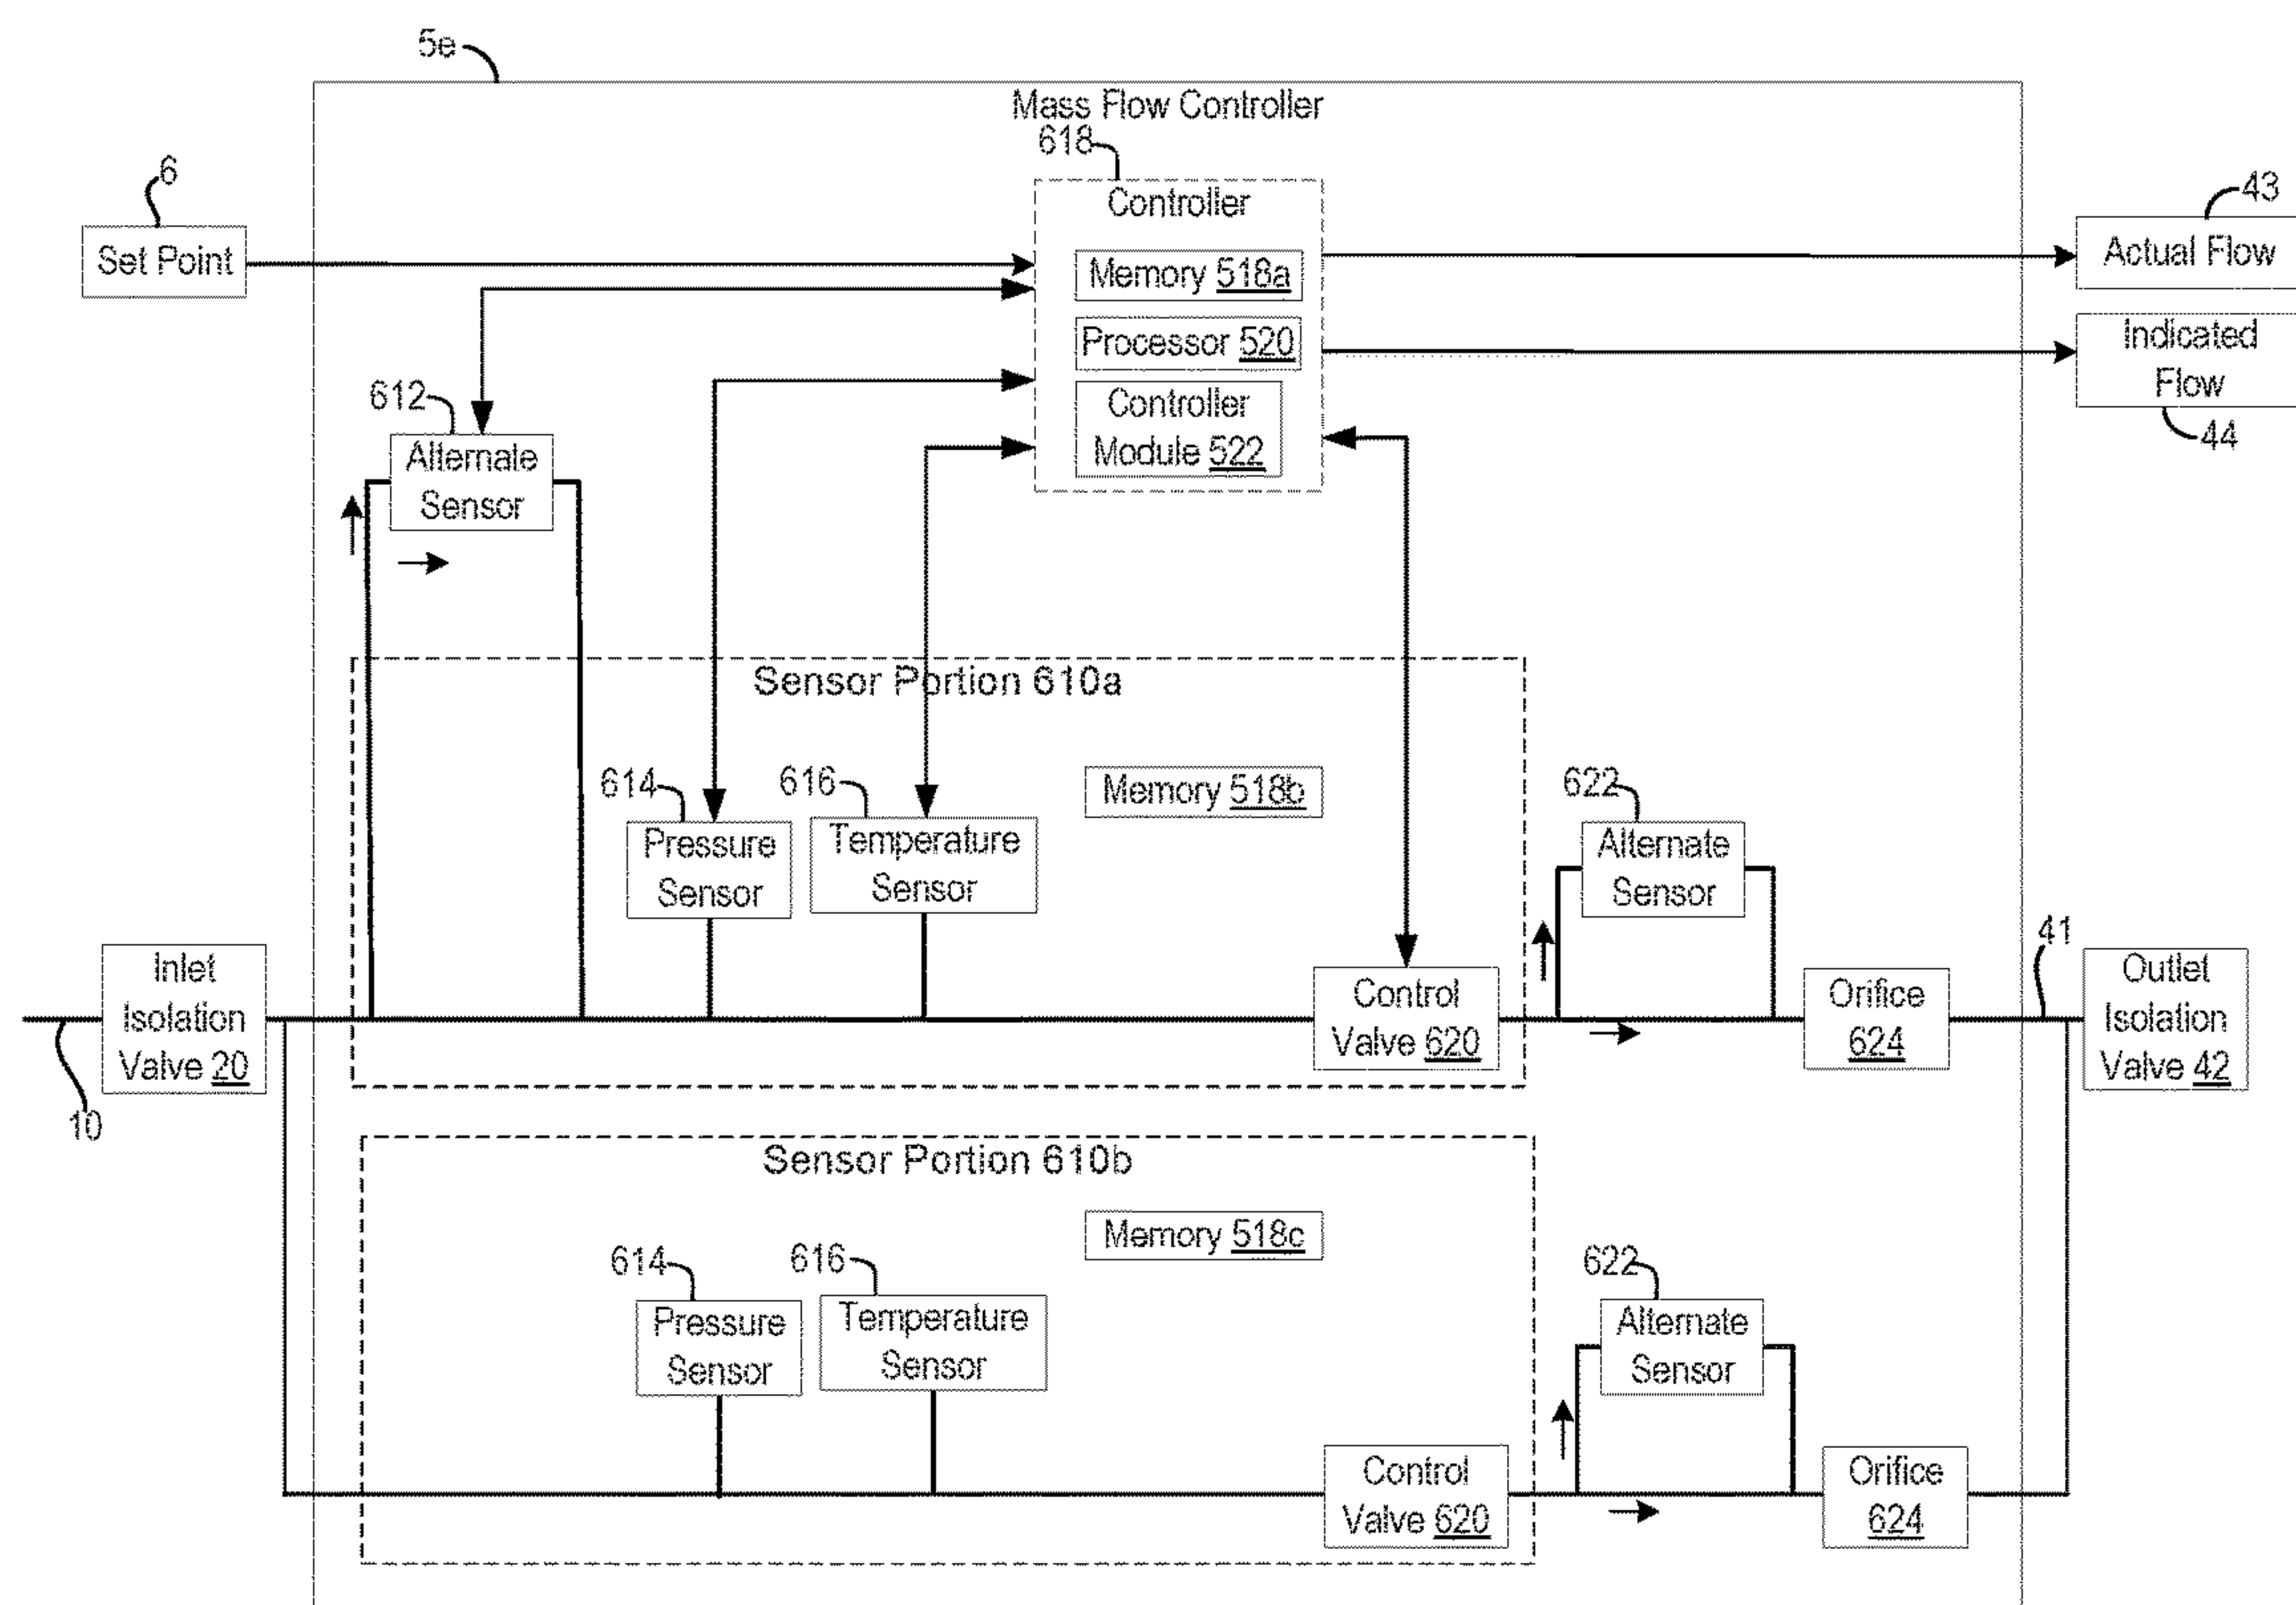 5e
Mass Flow Controller
618
6
Set Point
Controller
Memory 518a
Processor 520
Controller
Module 522
43
Actual Flow
Indicated
Flow
44
612
Alternate
Sensor
Sensor Portion 610a
614
Pressure
Sensor
616
Temperature
Sensor
Memory 518b
622
Alternate
Sensor
10
Inlet
Isolation
Valve 20
Control
Valve 620
Orifice
624
41
Outlet
Isolation
Valve 42
Sensor Portion 610b
Memory 518c
614
Pressure
Sensor
616
Temperature
Sensor
622
Alternate
Sensor
Control
Valve 620
Orifice
624